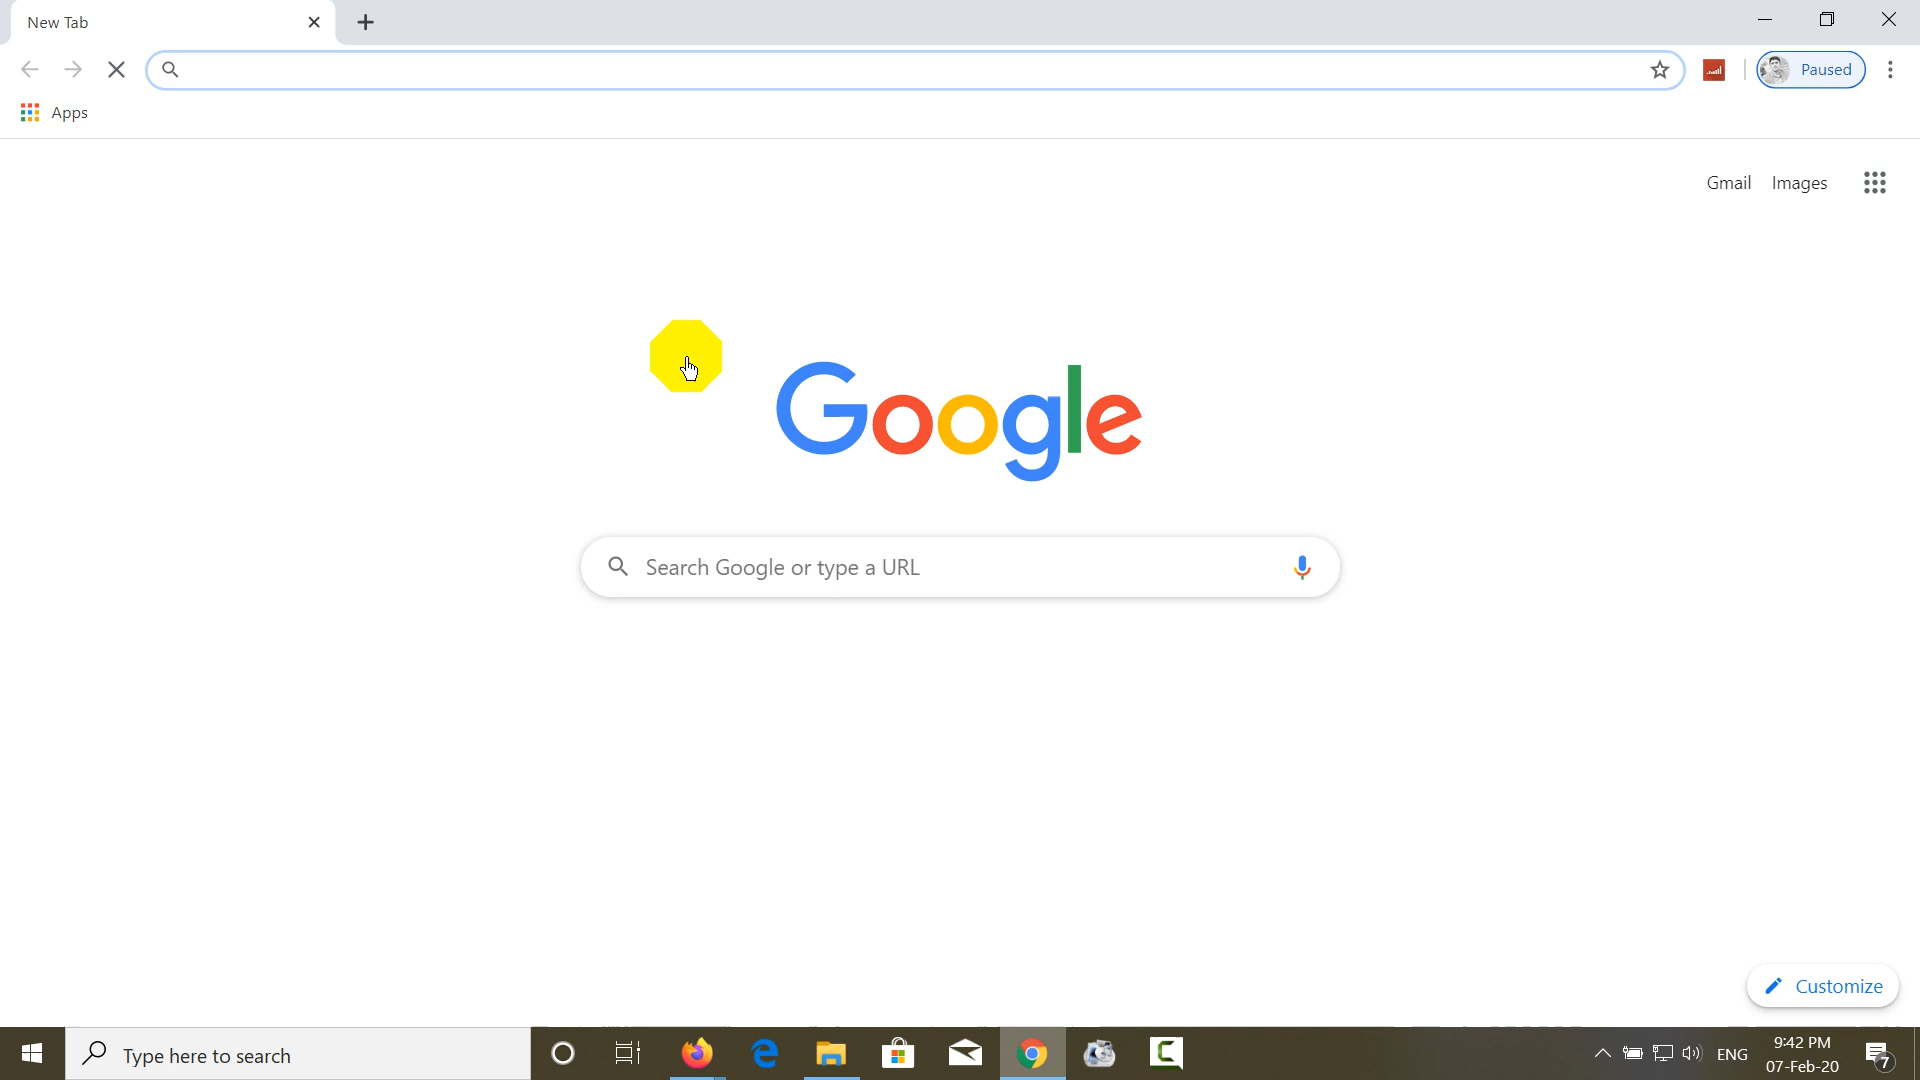 New Tab
Paused
Apps
Gmail Images
Google
Search Google or type a URL
Customize
Type here to search
ENG
9:42 PM
07-Feb-20
7